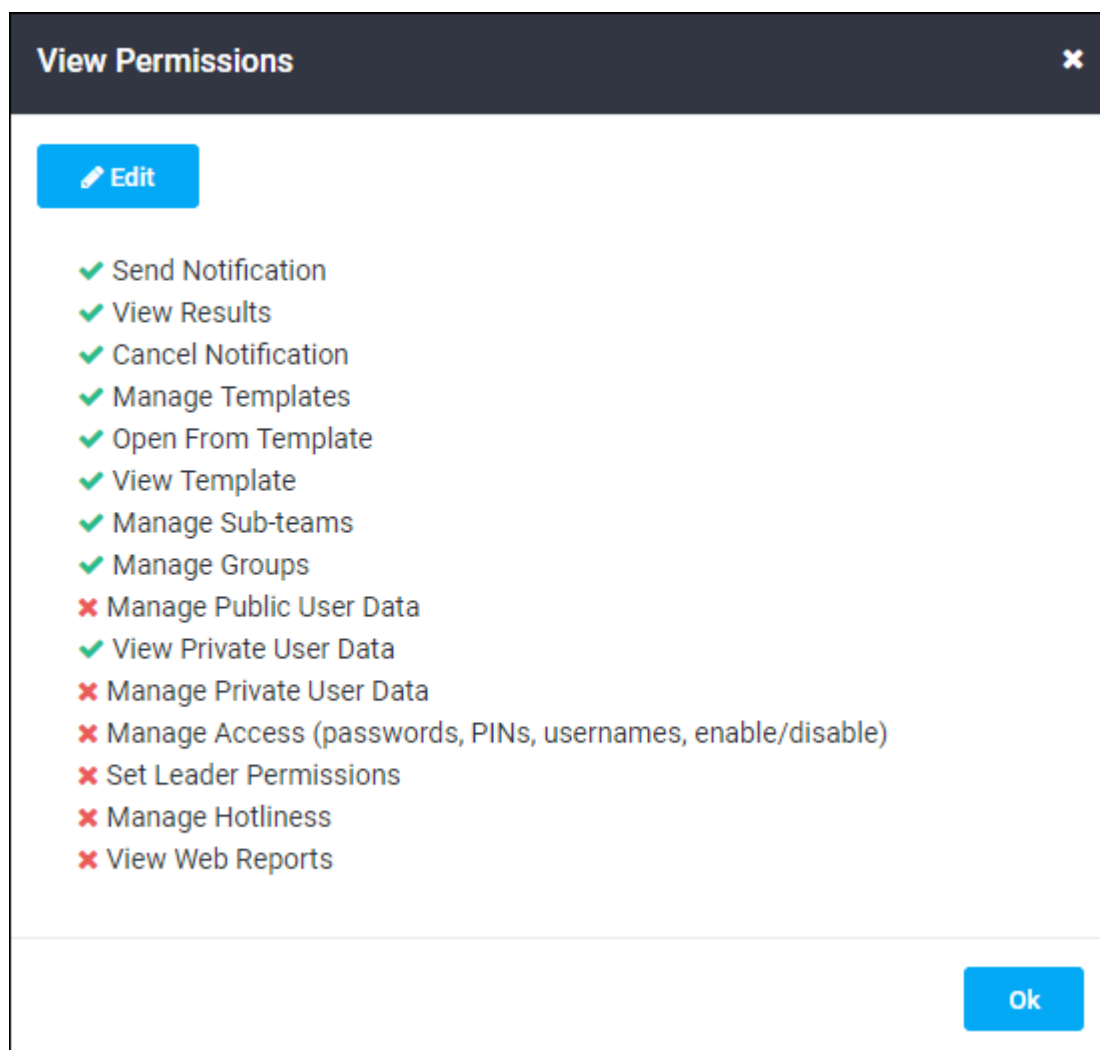 View Permissions
Edit
Send Notification
View Results
Cancel Notification
Manage Templates
Open From Template
View Template
Manage Sub-teams
Manage Groups
Manage Public User Data
View Private User Data
Manage Private User Data
Manage Access (passwords, PINs, usernames, enable/disable)
Set Leader Permissions
Manage Hotliness
View Web Reports
Ok